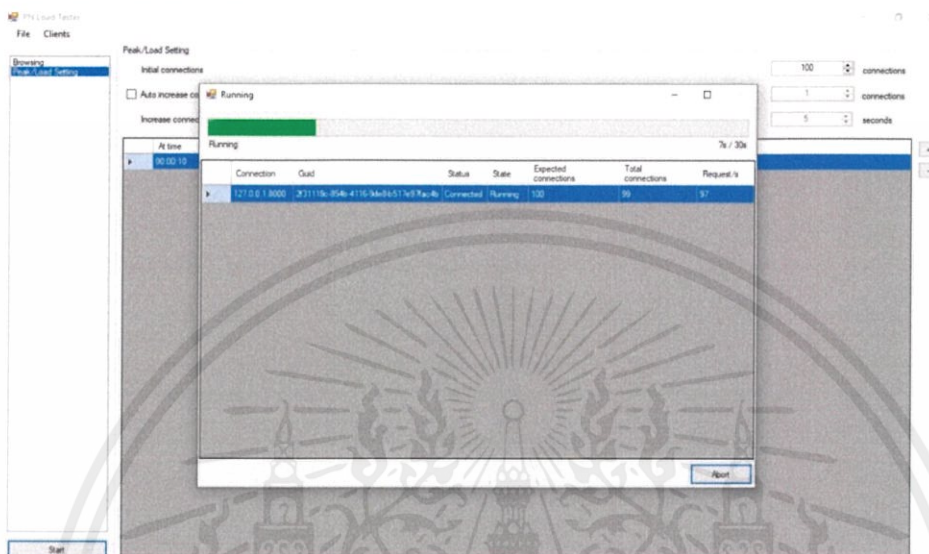 PN Load Tester
File Clients
Browsing
Peak/Load Setting
Peak/Load Setting
Initial connections
100 connections
Auto increase co
1 connections
Increase connec
5 seconds
At time
00:00:10
Running
Running
7s / 30s
Connection Guid Status State Expected connections Total connections Request/s
127.0.0.1:8000 Connected Running 100 99 97
Abort
Start